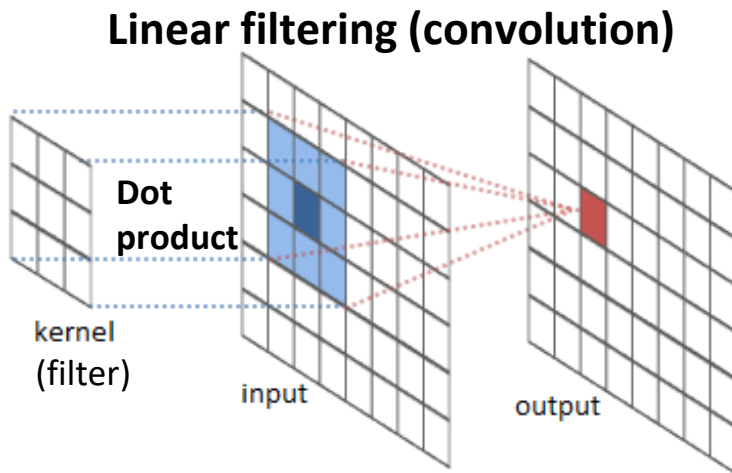 Linear filtering (convolution)
Dot
product
kernel
(filter)
input
output